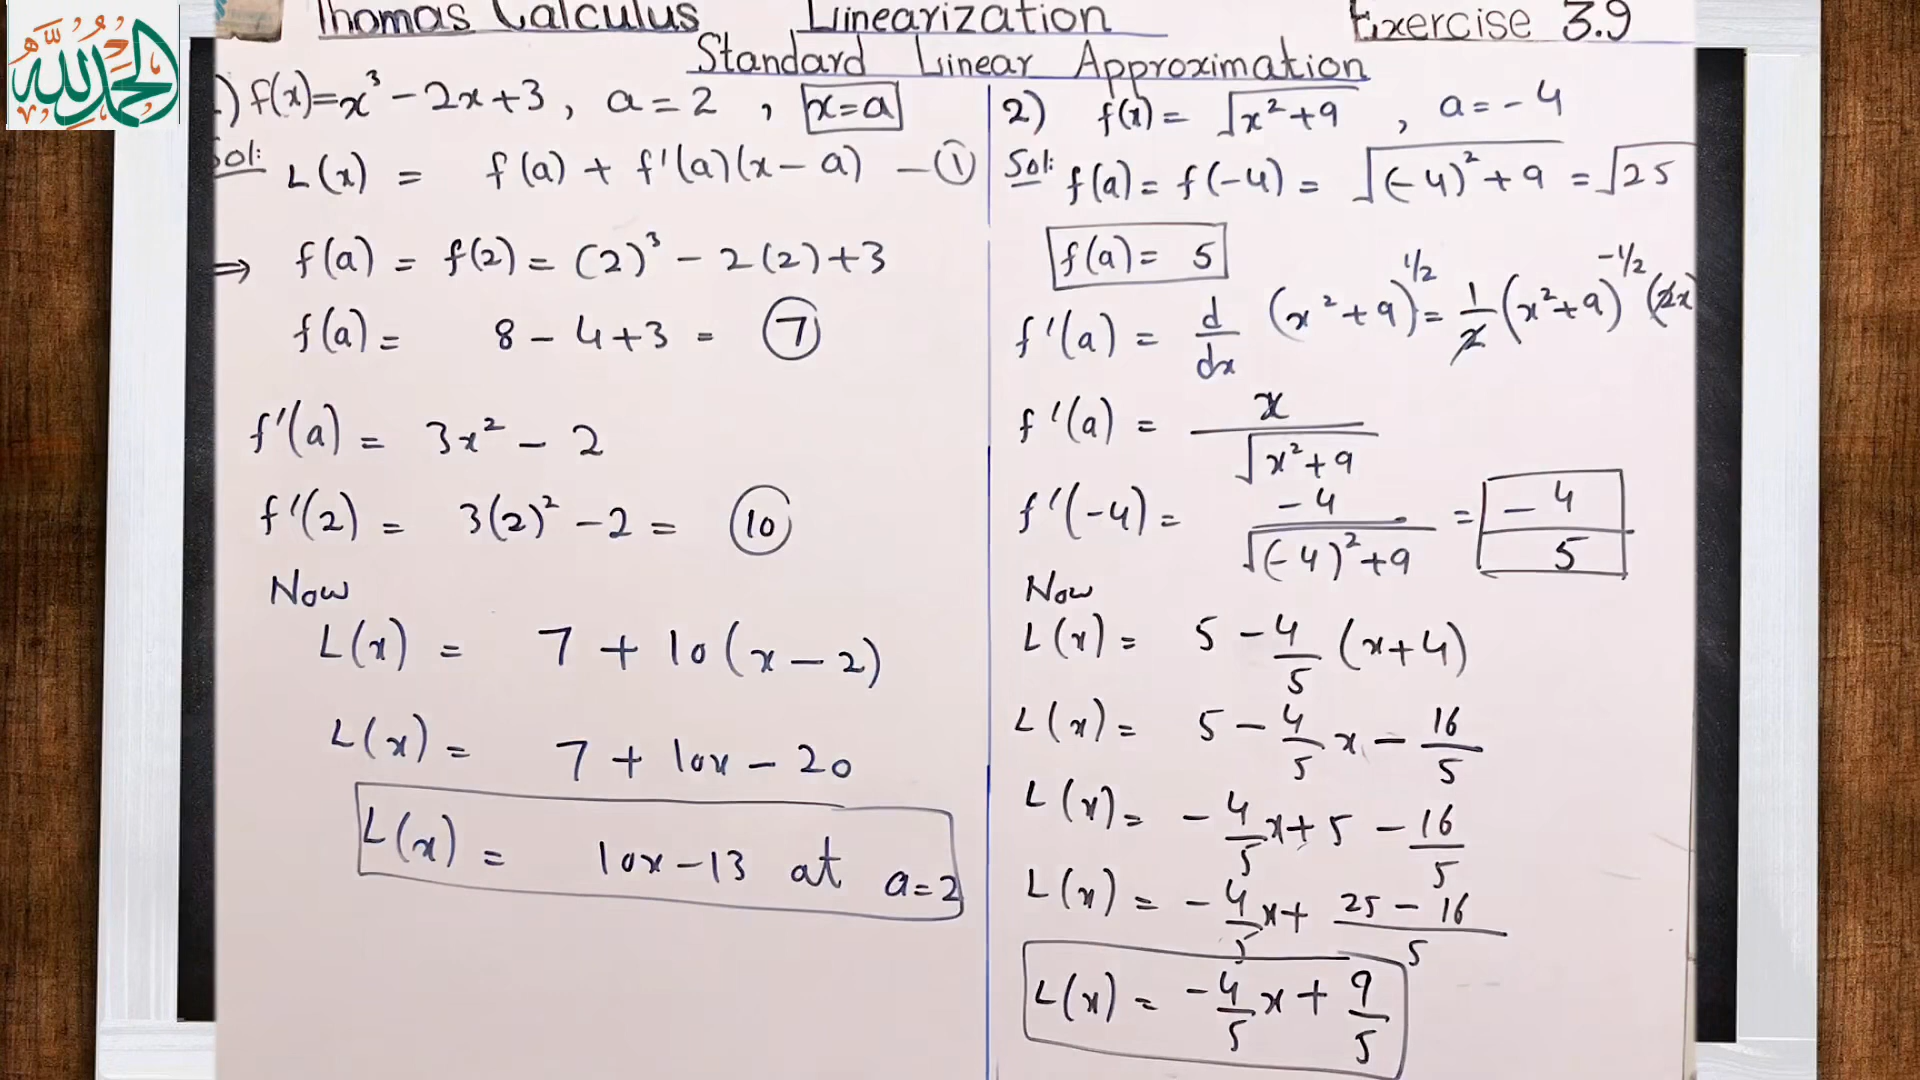 الحمد لله
Thomas Calculus Linearization Exercise 3.9
Standard Linear Approximation
) f(x)=x³-2x+3, a=2, x=a
Sol: L(x) = f(a) + f'(a)(x-a) —①
⇒ f(a) = f(2) = (2)³ - 2(2)+3
f(a) = 8-4+3 = 7
f'(a) = 3x²-2
f'(2) = 3(2)²-2 = 10
Now
L(x) = 7 + 10(x-2)
L(x) = 7 + 10x - 20
L(x) = 10x-13 at a=2
2) f(x) = √(x²+9), a=-4
Sol: f(a) = f(-4) = √((-4)²+9) = √25
f(a) = 5
f'(a) = d/dx (x²+9)^1/2 = 1/2 (x²+9)^-1/2 (2x)
f'(a) = x/√(x²+9)
f'(-4) = -4/√((-4)²+9) = -4/5
Now
L(x) = 5 - 4/5 (x+4)
L(x) = 5 - 4/5 x - 16/5
L(x) = -4/5 x + 5 - 16/5
L(x) = -4/5 x + 25-16/5
L(x) = -4/5 x + 9/5